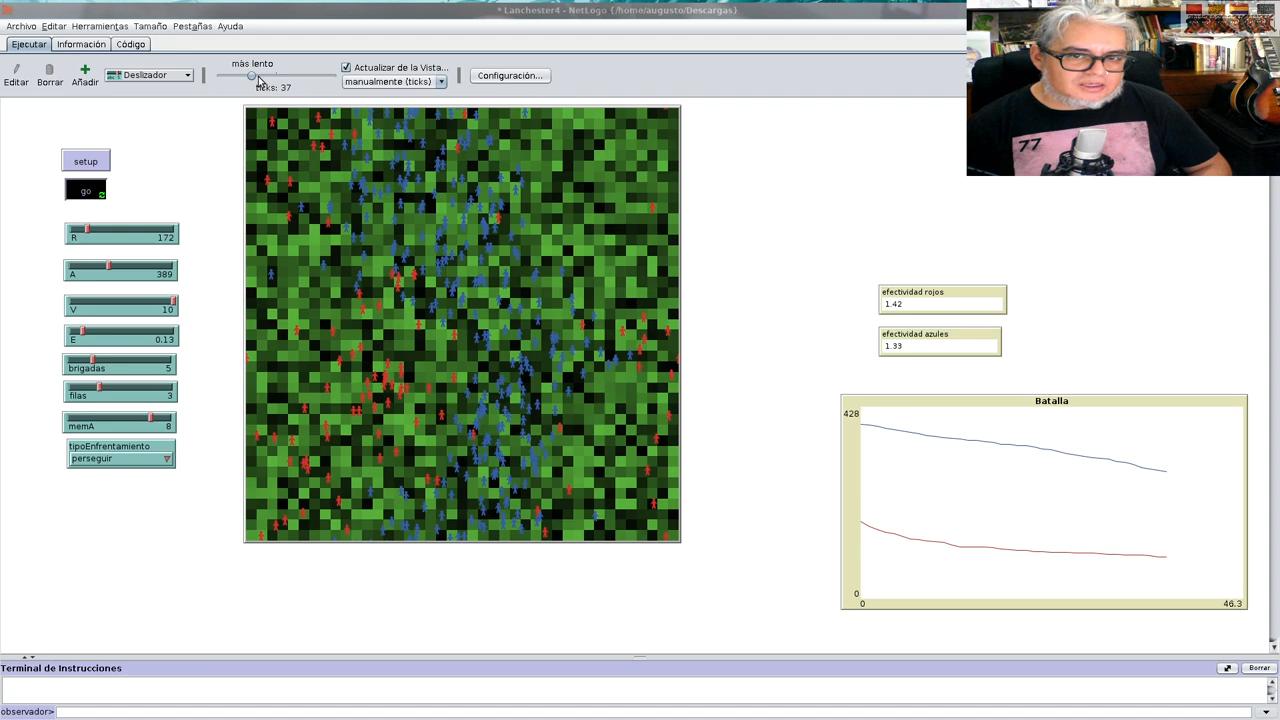 * Lanchester4 - NetLogo {/home/augusto/Descargas}
Archivo Editar Herramientas Tamaño Pestañas Ayuda
Ejecutar Información Código
Editar Borrar Añadir Deslizador
más lento
ticks: 37
Actualizar de la Vista...
manualmente (ticks)
Configuración...
setup
go
R 172
A 389
V 10
E 0.13
brigadas 5
filas 3
memA 8
tipoEnfrentamiento
perseguir
77
efectividad rojos
1.42
efectividad azules
1.33
Batalla
428
0
0 46.3
Terminal de Instrucciones
Borrar
observador>